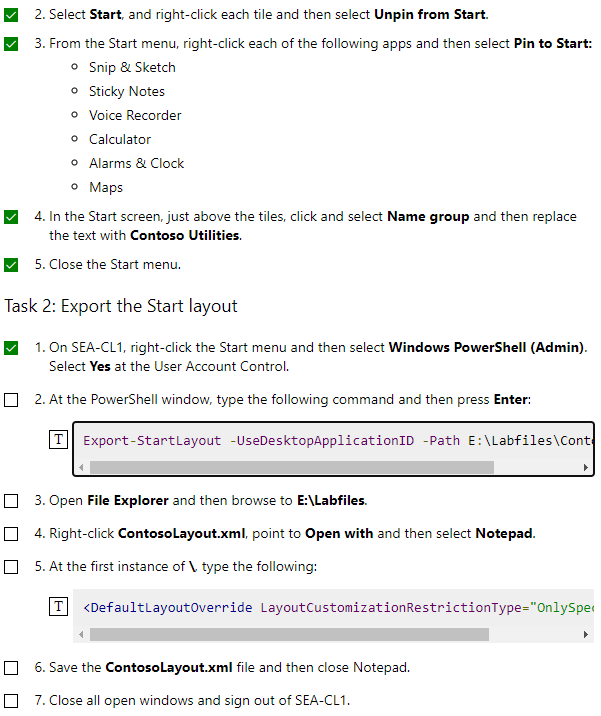 2. Select Start, and right-click each tile and then select Unpin from Start.
3. From the Start menu, right-click each of the following apps and then select Pin to Start:
Snip & Sketch
Sticky Notes
Voice Recorder
Calculator
Alarms & Clock
Maps
4. In the Start screen, just above the tiles, click and select Name group and then replace
the text with Contoso Utilities.
5. Close the Start menu.
Task 2: Export the Start layout
1. On SEA-CL1, right-click the Start menu and then select Windows PowerShell (Admin).
Select Yes at the User Account Control.
2. At the PowerShell window, type the following command and then press Enter:
T Export-StartLayout -UseDesktopApplicationID -Path E:\Labfiles\Conto
3. Open File Explorer and then browse to E:\Labfiles.
4. Right-click ContosoLayout.xml, point to Open with and then select Notepad.
5. At the first instance of \, type the following:
T <DefaultLayoutOverride LayoutCustomizationRestrictionType="OnlySpec
6. Save the ContosoLayout.xml file and then close Notepad.
7. Close all open windows and sign out of SEA-CL1.